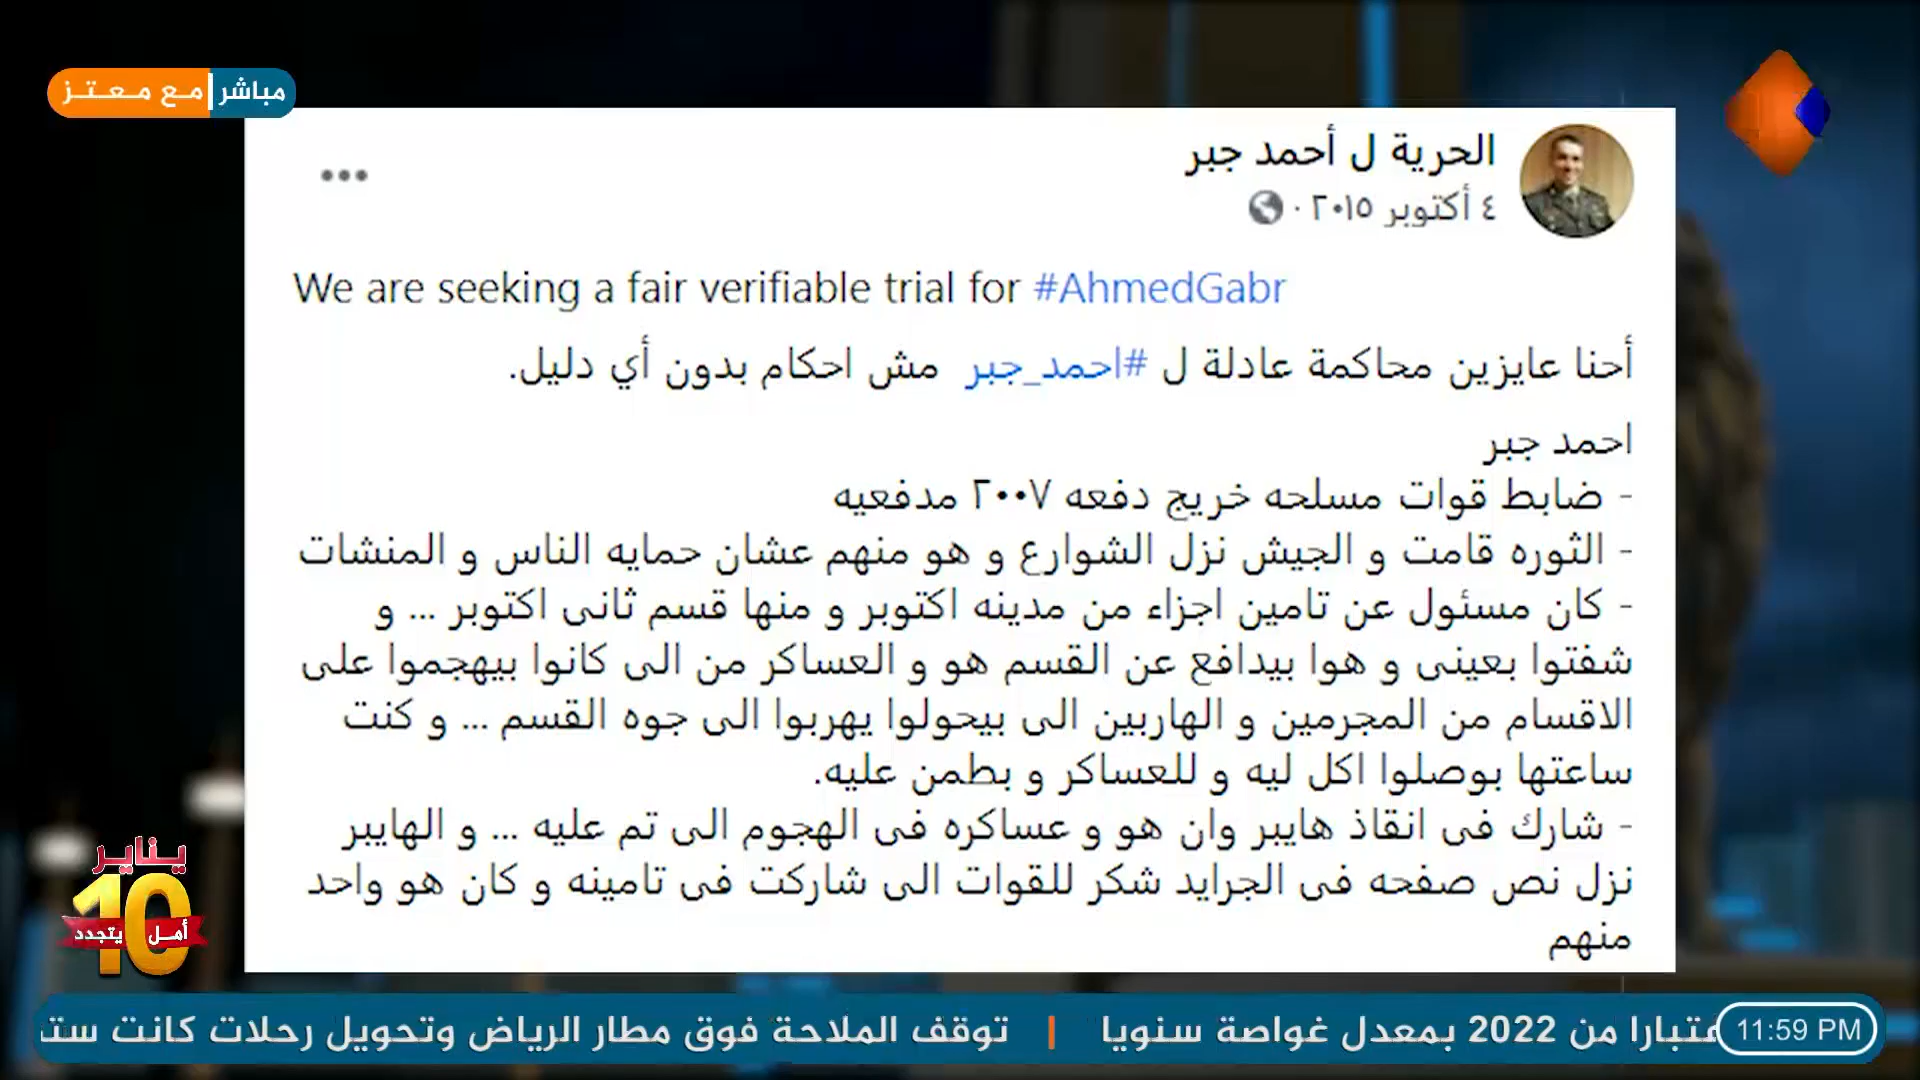 مباشر مع معتز
الحرية ل أحمد جبر
٤ أكتوبر ٢٠١٥ ·
We are seeking a fair verifiable trial for #AhmedGabr
أحنا عايزين محاكمة عادلة ل #احمد_جبر مش احكام بدون أي دليل.
احمد جبر
- ضابط قوات مسلحه خريج دفعه ٢٠٠٧ مدفعيه
- الثوره قامت و الجيش نزل الشوارع و هو منهم عشان حمايه الناس و المنشات
- كان مسئول عن تامين اجزاء من مدينه اكتوبر و منها قسم ثانى اكتوبر ... و
شفتوا بعينى و هوا بيدافع عن القسم هو و العساكر من الى كانوا بيهجموا على
الاقسام من المجرمين و الهاربين الى بيحولوا يهربوا الى جوه القسم ... و كنت
ساعتها بوصلوا اكل ليه و للعساكر و بطمن عليه.
- شارك فى انقاذ هايبر وان هو و عساكره فى الهجوم الى تم عليه ... و الهايبر
نزل نص صفحه فى الجرايد شكر للقوات الى شاركت فى تامينه و كان هو واحد
منهم
يناير
10
أمل يتجدد
11:59 PM
عتبارا من 2022 بمعدل غواصة سنويا | توقف الملاحة فوق مطار الرياض وتحويل رحلات كانت ست